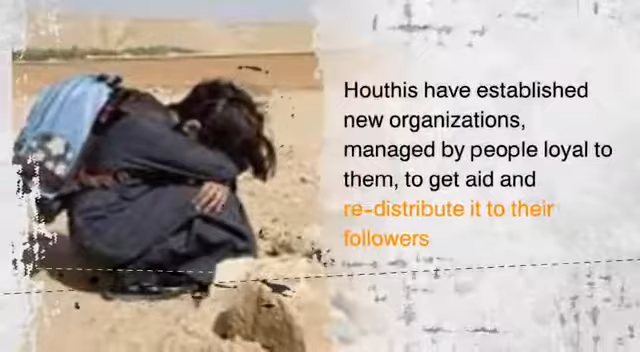 Houthis have established
new organizations,
managed by people loyal to
them, to get aid and
re-distribute it to their
followers